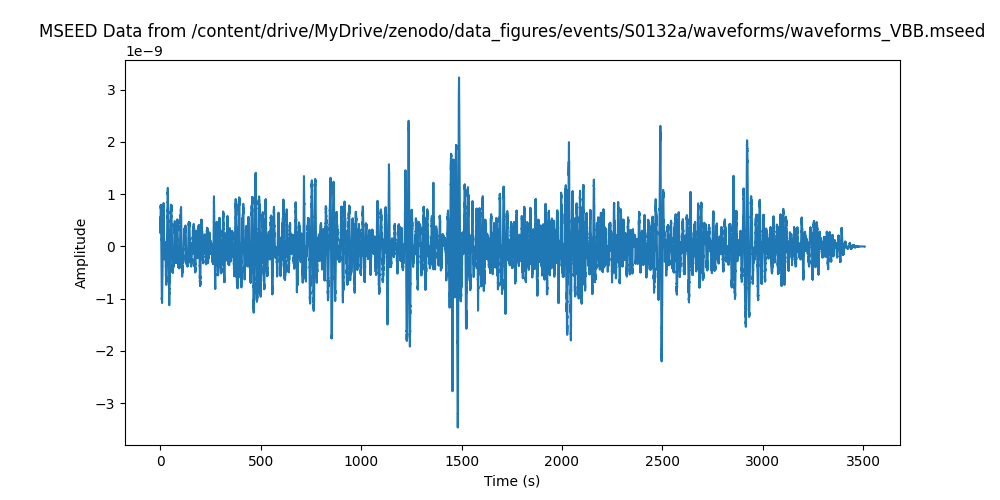 MSEED Data from /content/drive/MyDrive/zenodo/data_figures/events/S0132a/waveforms/waveforms_VBB.mseed
1e−9
3
2
1
0
−1
−2
−3
Amplitude
0 500 1000 1500 2000 2500 3000 3500
Time (s)